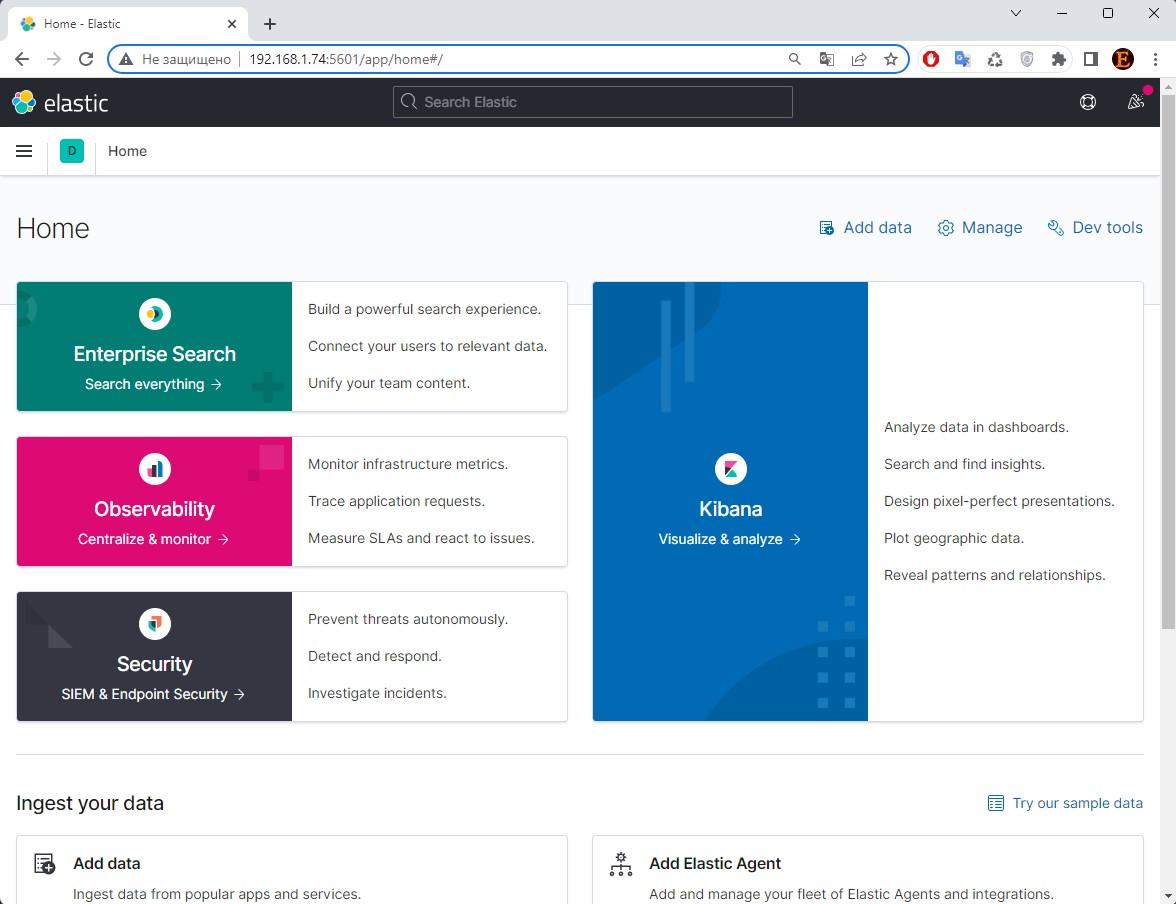 Home - Elastic
Не защищено
192.168.1.74:5601/app/home#/
E
elastic
Search Elastic
D
Home
Home
Add data
Manage
Dev tools
Enterprise Search
Search everything →
Build a powerful search experience.
Connect your users to relevant data.
Unify your team content.
Observability
Centralize & monitor →
Monitor infrastructure metrics.
Trace application requests.
Measure SLAs and react to issues.
Security
SIEM & Endpoint Security →
Prevent threats autonomously.
Detect and respond.
Investigate incidents.
Kibana
Visualize & analyze →
Analyze data in dashboards.
Search and find insights.
Design pixel-perfect presentations.
Plot geographic data.
Reveal patterns and relationships.
Ingest your data
Try our sample data
Add data
Ingest data from popular apps and services.
Add Elastic Agent
Add and manage your fleet of Elastic Agents and integrations.